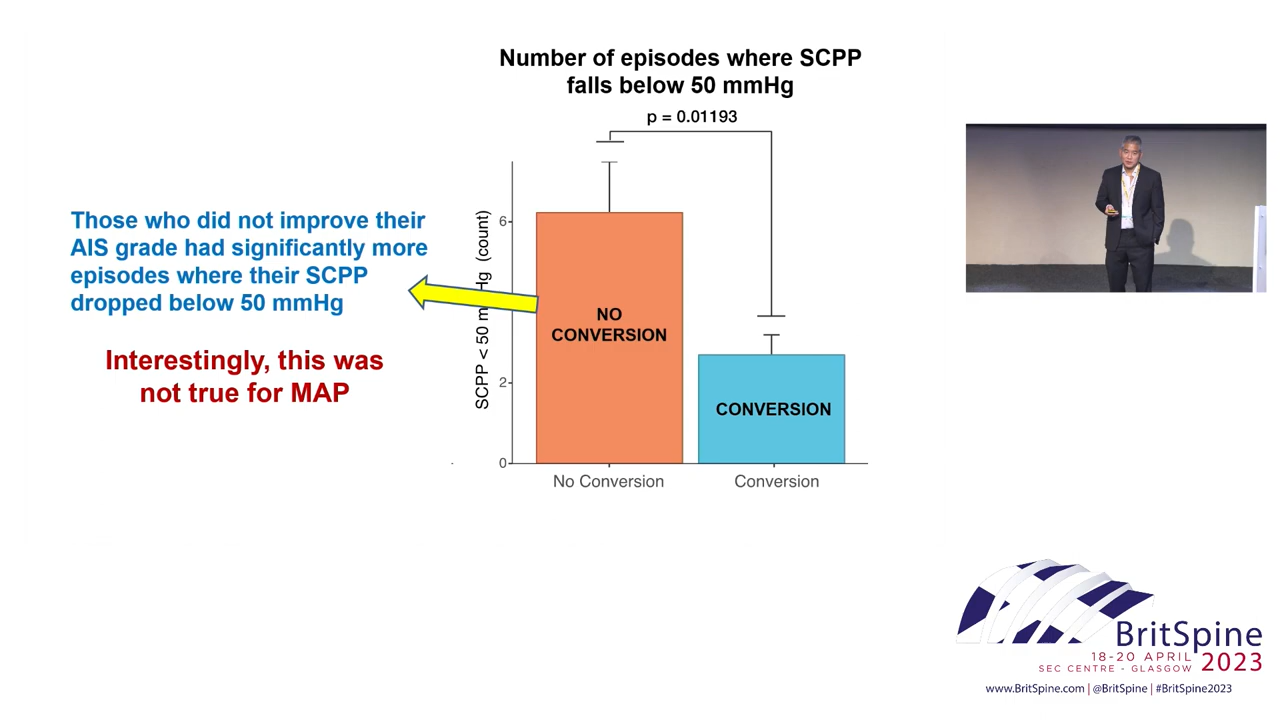 Number of episodes where SCPP
falls below 50 mmHg
p = 0.01193
Those who did not improve their
AIS grade had significantly more
episodes where their SCPP
dropped below 50 mmHg
Interestingly, this was
not true for MAP
SCPP < 50 m Hg (count)
6
2
0
NO
CONVERSION
CONVERSION
No Conversion
Conversion
BritSpine
18-20 APRIL
SEC CENTRE - GLASGOW
2023
www.BritSpine.com | @BritSpine | #BritSpine2023